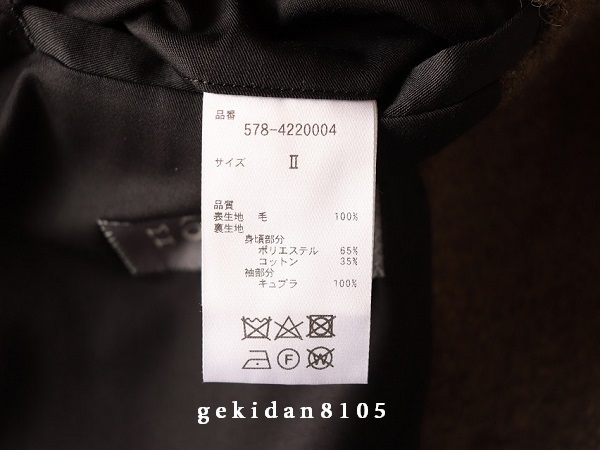 品番
578-4220004
サイズ Ⅱ
品質
表生地 毛 100%
裏生地
身頃部分
ポリエステル 65%
コットン 35%
袖部分
キュプラ 100%
F W
gekidan8105